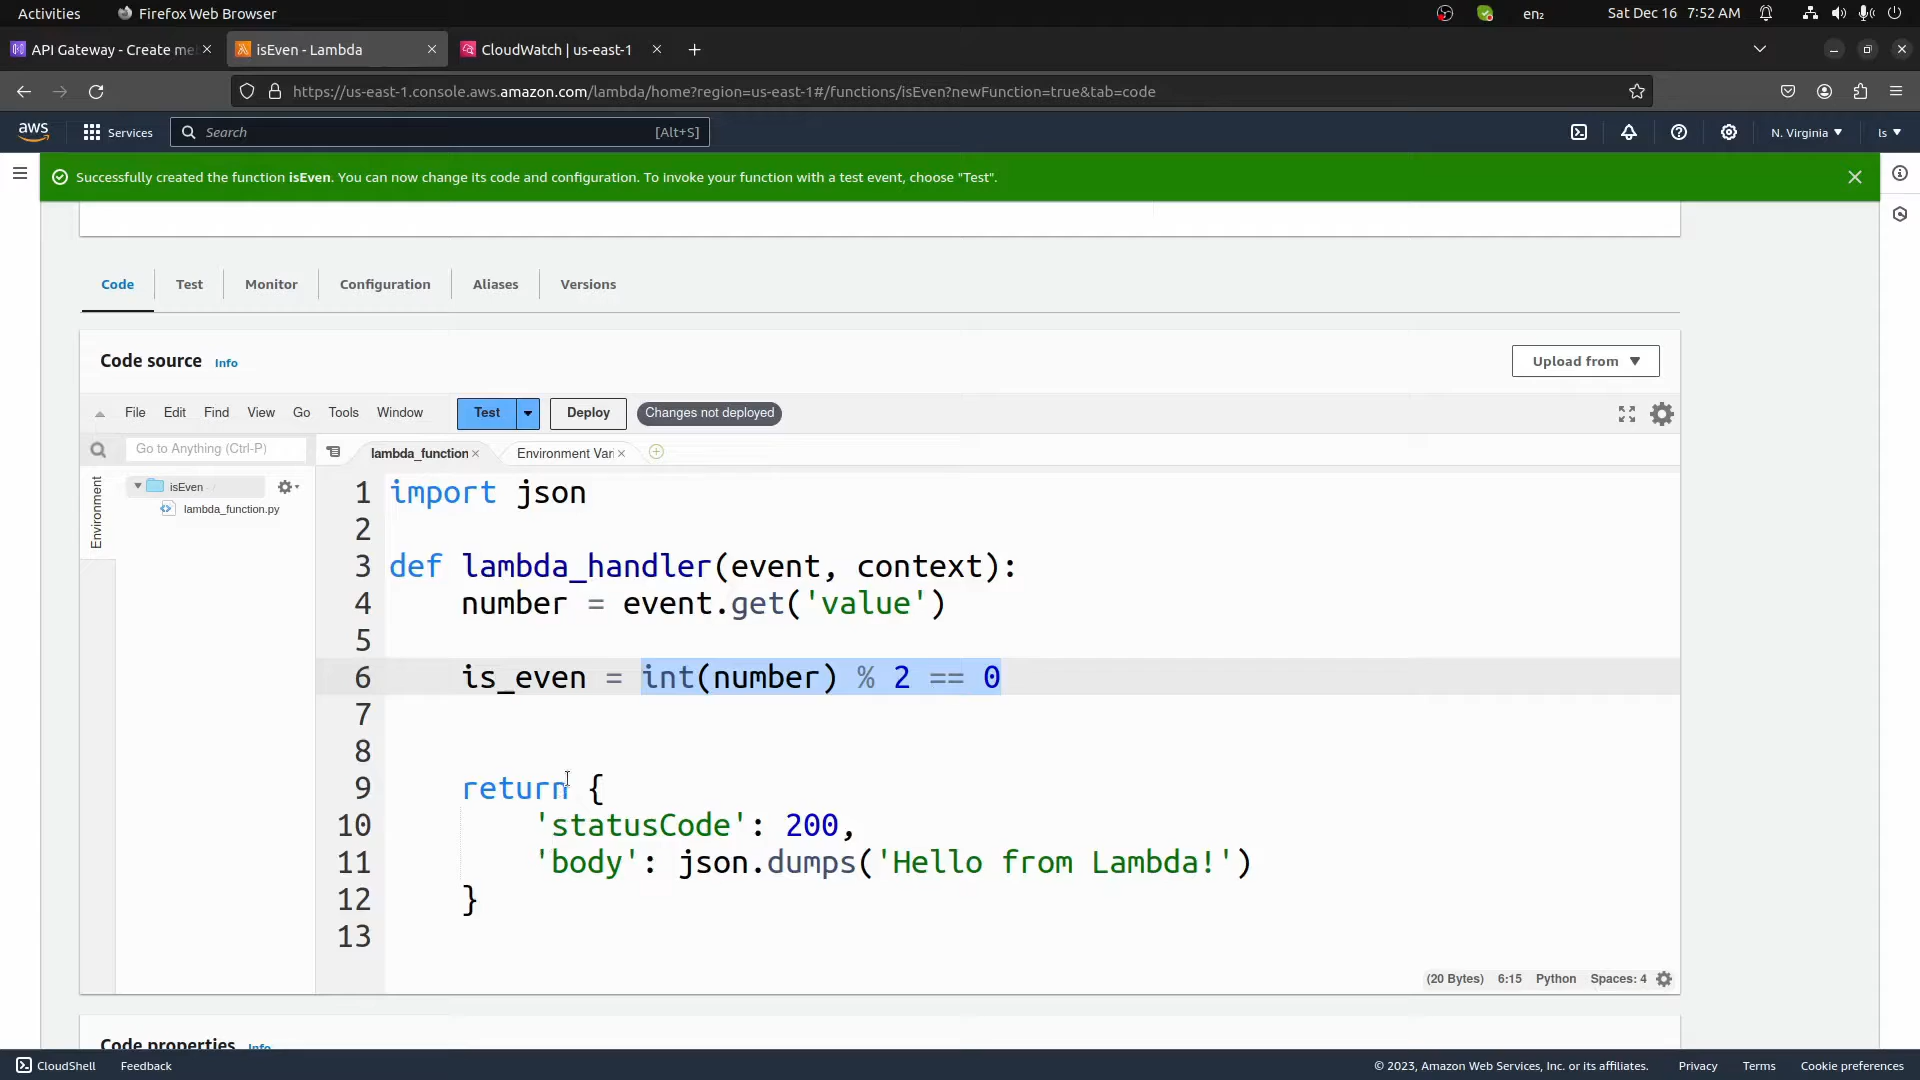 Activities
Firefox Web Browser
en₂
Sat Dec 16 7:52 AM
API Gateway - Create me
isEven - Lambda
CloudWatch | us-east-1
https://us-east-1.console.aws.amazon.com/lambda/home?region=us-east-1#/functions/isEven?newFunction=true&tab=code
aws
Services
Search
[Alt+S]
N. Virginia
ls
Successfully created the function isEven. You can now change its code and configuration. To invoke your function with a test event, choose "Test".
Code
Test
Monitor
Configuration
Aliases
Versions
Code source
Info
Upload from
File
Edit
Find
View
Go
Tools
Window
Test
Deploy
Changes not deployed
Go to Anything (Ctrl-P)
lambda_function
Environment Vari
Environment
isEven
lambda_function.py
1 import json
2
3 def lambda_handler(event, context):
4 number = event.get('value')
5
6 is_even = int(number) % 2 == 0
7
8
9 return {
10 'statusCode': 200,
11 'body': json.dumps('Hello from Lambda!')
12 }
13
(20 Bytes)
6:15
Python
Spaces: 4
Code properties
Info
CloudShell
Feedback
© 2023, Amazon Web Services, Inc. or its affiliates.
Privacy
Terms
Cookie preferences